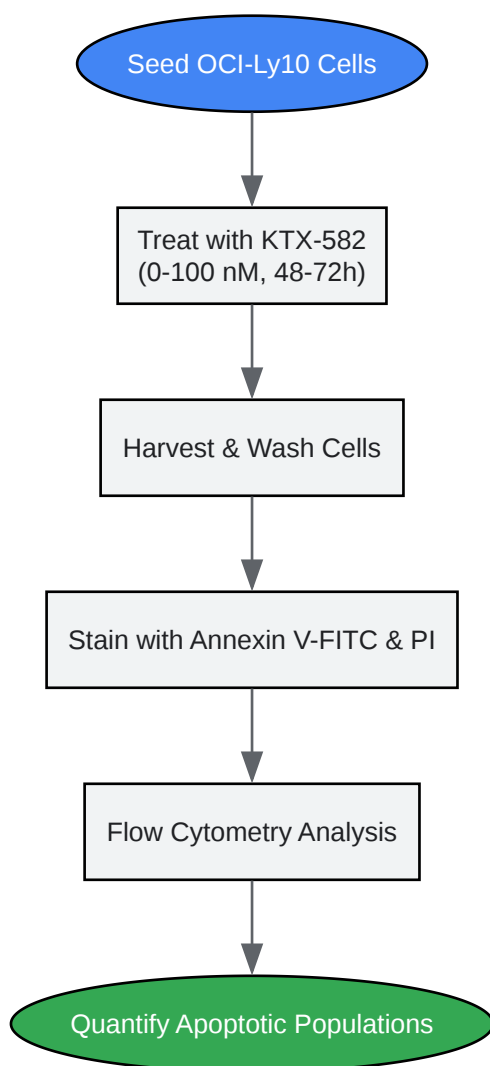 Seed OCI-Ly10 Cells
Treat with KTX-582
(0-100 nM, 48-72h)
Harvest & Wash Cells
Stain with Annexin V-FITC & PI
Flow Cytometry Analysis
Quantify Apoptotic Populations